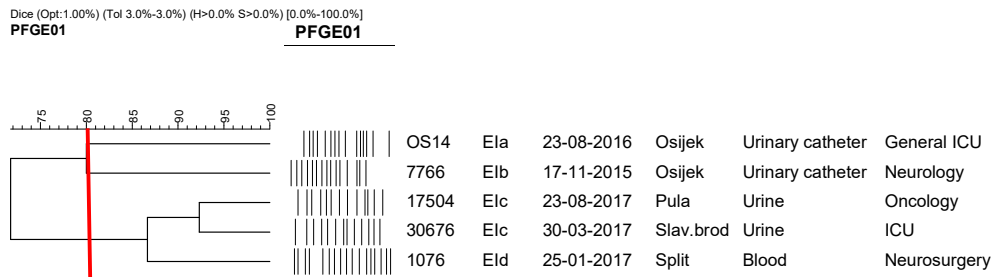 Dice (Opt:1.00%) (Tol 3.0%-3.0%) (H>0.0% S>0.0%) [0.0%-100.0%]
PFGE01 PFGE01
75 80 85 90 95 100
OS14 EIa 23-08-2016 Osijek Urinary catheter General ICU
7766 EIb 17-11-2015 Osijek Urinary catheter Neurology
17504 EIc 23-08-2017 Pula Urine Oncology
30676 EIc 30-03-2017 Slav.brod Urine ICU
1076 EId 25-01-2017 Split Blood Neurosurgery